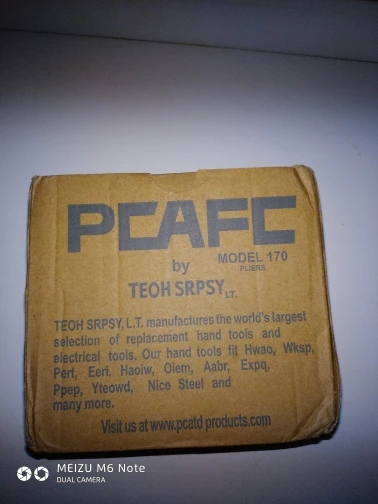 PCAFC
by
MODEL 170
PLIERS
TEOH SRPSY LT.
TEOH SRPSY, L.T. manufactures the world's largest
selection of replacement hand tools and
electrical tools. Our hand tools fit Hwao, Wksp,
Perf, Eeri. Haoiw, Oiem, Aabr, Expq,
Ppep, Yteowd, Nice Steel and
many more.
Visit us at www.pcatd products.com
MEIZU M6 Note
DUAL CAMERA